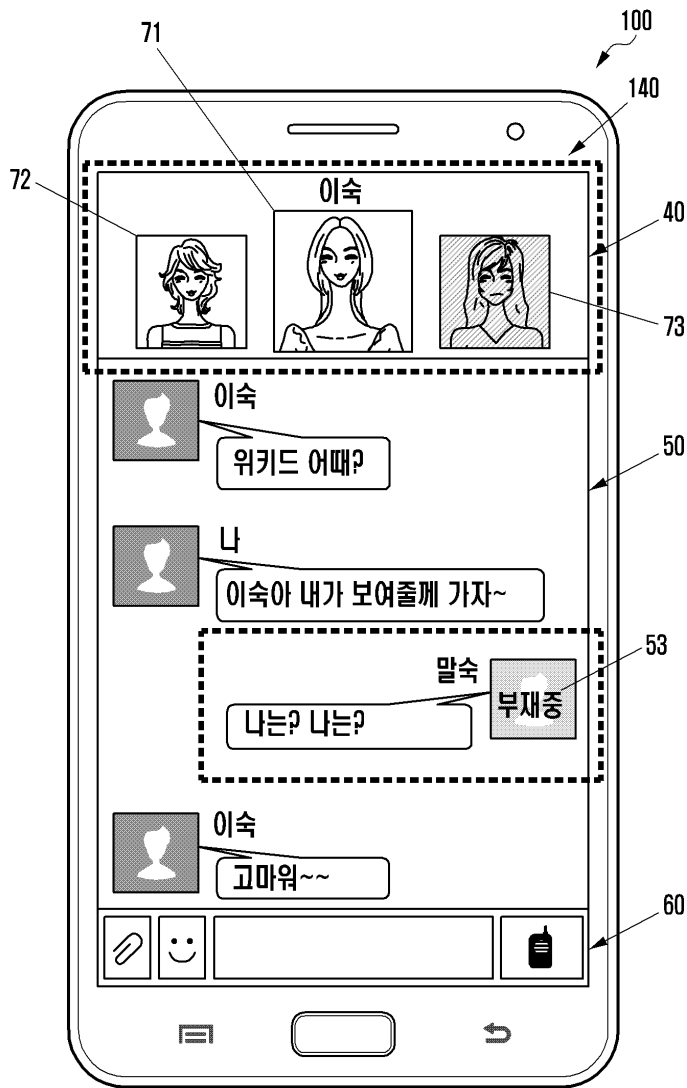 100
71
140
72
이숙
40
73
이숙
위키드 어때?
50
나
이숙아 내가 보여줄께 가자~
말숙
53
부재중
나는? 나는?
이숙
고마워~~
60